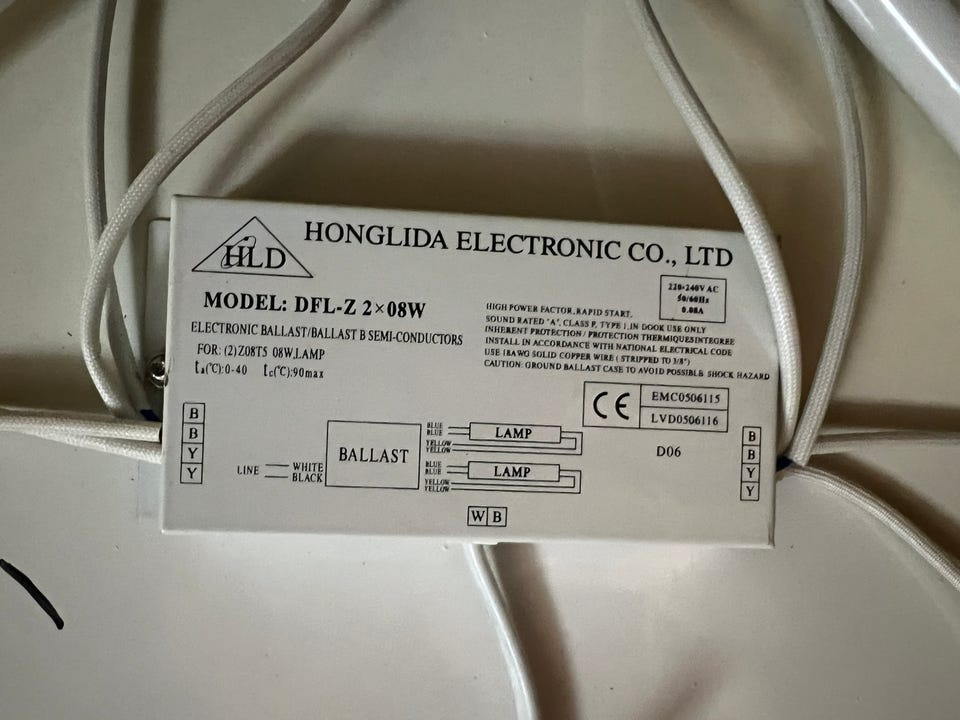 HLD
HONGLIDA ELECTRONIC CO., LTD
MODEL: DFL-Z 2×08W
ELECTRONIC BALLAST/BALLAST B SEMI-CONDUCTORS
FOR: (2)Z08T5 08W,LAMP
ta(℃):0-40 tc(℃):90max
220-240V AC
50/60Hz
0.08A
HIGH POWER FACTOR, RAPID START,
SOUND RATED "A", CLASS P, TYPE 1, IN DOOK USE ONLY
INHERENT PROTECTION / PROTECTION THERMIQUESINTEGREE
INSTALL IN ACCORDANCE WITH NATIONAL ELECTRICAL CODE
USE 18AWG SOLID COPPER WIRE ( STRIPPED TO 3/8")
CAUTION: GROUND BALLAST CASE TO AVOID POSSIBLE SHOCK HAZARD
CE
EMC0506115
LVD0506116
D06
B
B
Y
Y
LINE
WHITE
BLACK
BALLAST
BLUE
BLUE
YELLOW
YELLOW
LAMP
BLUE
BLUE
YELLOW
YELLOW
LAMP
B
B
Y
Y
W B